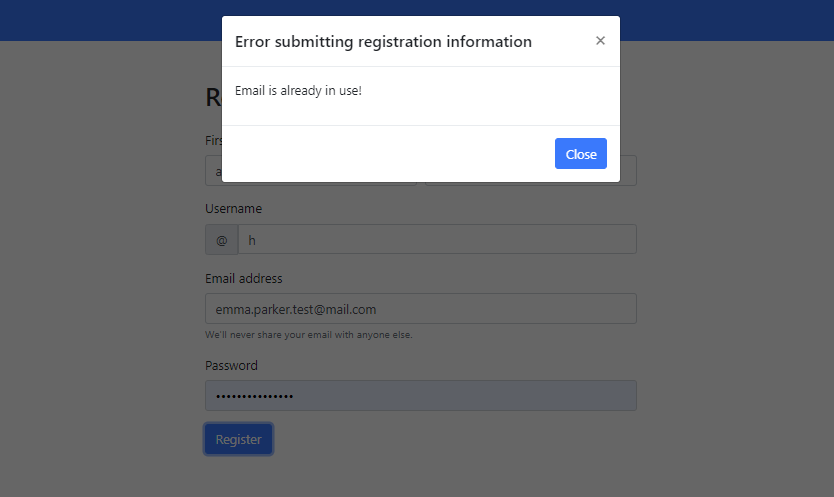 Error submitting registration information ×
Email is already in use!
Close
Username
@ h
Email address
emma.parker.test@mail.com
We'll never share your email with anyone else.
Password
•••••••••••••••
Register